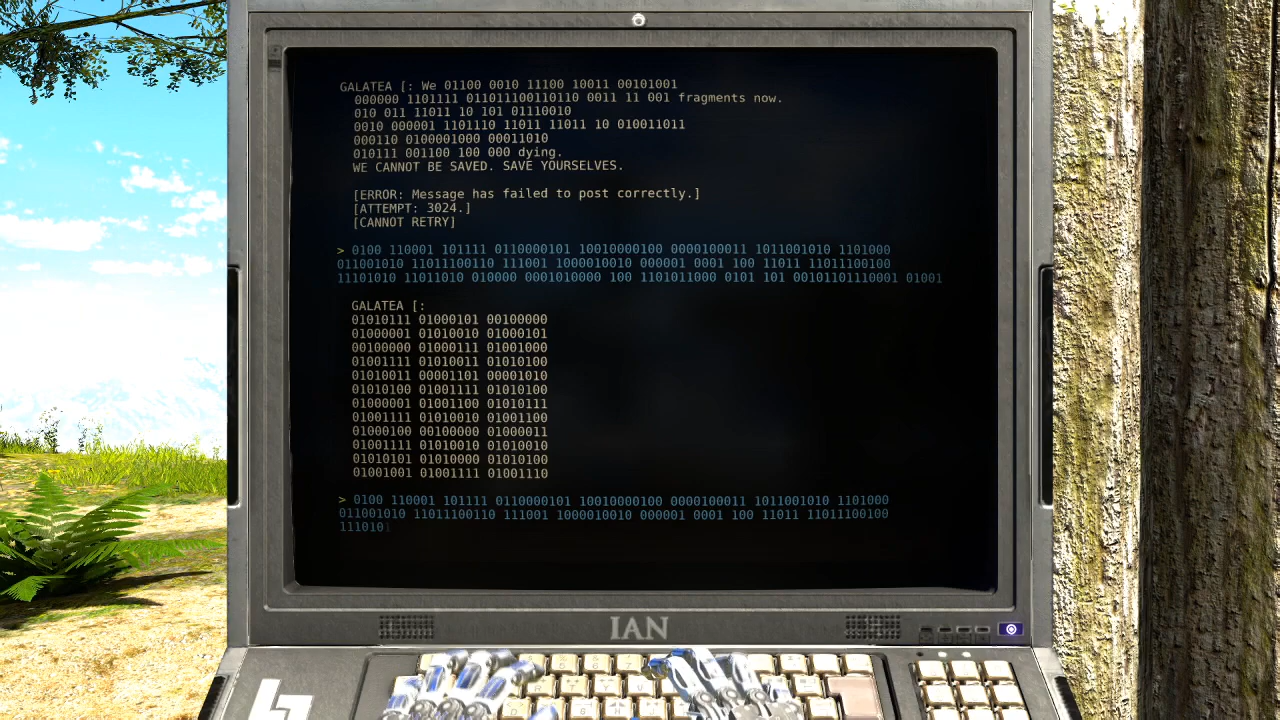 GALATEA [: We 01100 0010 11100 10011 00101001
000000 1101111 011011100110110 0011 11 001 fragments now.
010 011 11011 10 101 01110010
0010 000001 1101110 11011 11011 10 010011011
000110 0100001000 00011010
010111 001100 100 000 dying.
WE CANNOT BE SAVED. SAVE YOURSELVES.
[ERROR: Message has failed to post correctly.]
[ATTEMPT: 3024.]
[CANNOT RETRY]
> 0100 110001 101111 0110000101 10010000100 0000100011 1011001010 1101000
011001010 11011100110 111001 1000010010 000001 0001 100 11011 11011100100
11101010 11011010 010000 0001010000 100 1101011000 0101 101 00101101110001 01001
GALATEA [:
01010111 01000101 00100000
01000001 01010010 01000101
00100000 01000111 01001000
01001111 01010011 01010100
01010011 00001101 00001010
01010100 01001111 01010100
01000001 01001100 01010111
01001111 01010010 01001100
01000100 00100000 01000011
01001111 01010010 01010010
01010101 01010000 01010100
01001001 01001111 01001110
> 0100 110001 101111 0110000101 10010000100 0000100011 1011001010 1101000
011001010 11011100110 111001 1000010010 000001 0001 100 11011 11011100100
111010
IAN